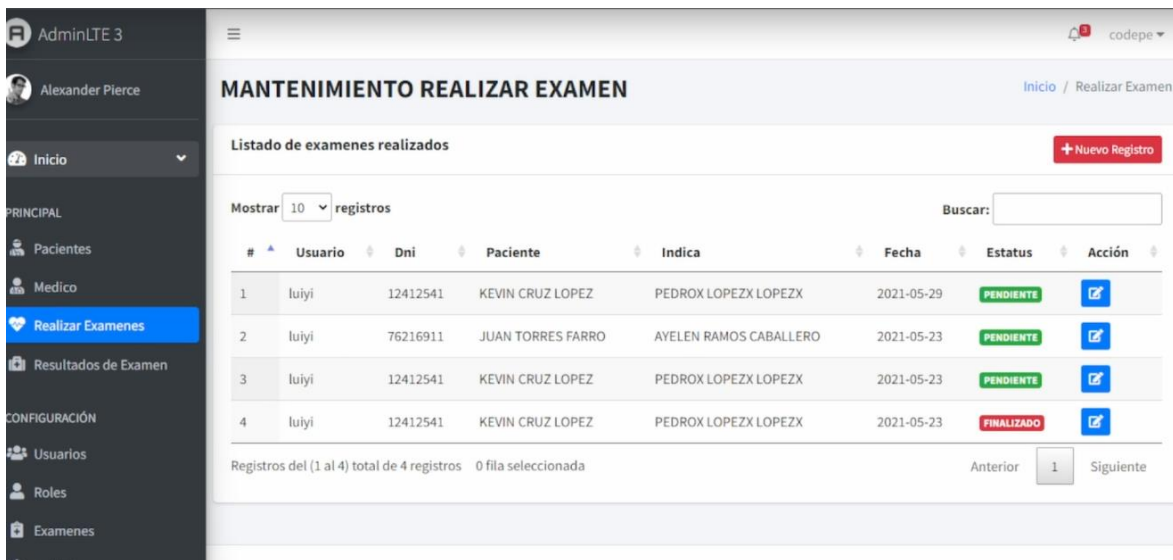 AdminLTE 3
3 codepe
Alexander Pierce
MANTENIMIENTO REALIZAR EXAMEN
Inicio / Realizar Examen
Inicio
Listado de examenes realizados
+Nuevo Registro
PRINCIPAL
Pacientes
Medico
Realizar Examenes
Resultados de Examen
CONFIGURACIÓN
Usuarios
Roles
Examenes
Mostrar 10 registros
Buscar:
# Usuario Dni Paciente Indica Fecha Estatus Acción
1 luiyi 12412541 KEVIN CRUZ LOPEZ PEDROX LOPEZX LOPEZX 2021-05-29 PENDIENTE
2 luiyi 76216911 JUAN TORRES FARRO AYELEN RAMOS CABALLERO 2021-05-23 PENDIENTE
3 luiyi 12412541 KEVIN CRUZ LOPEZ PEDROX LOPEZX LOPEZX 2021-05-23 PENDIENTE
4 luiyi 12412541 KEVIN CRUZ LOPEZ PEDROX LOPEZX LOPEZX 2021-05-23 FINALIZADO
Registros del (1 al 4) total de 4 registros 0 fila seleccionada
Anterior 1 Siguiente